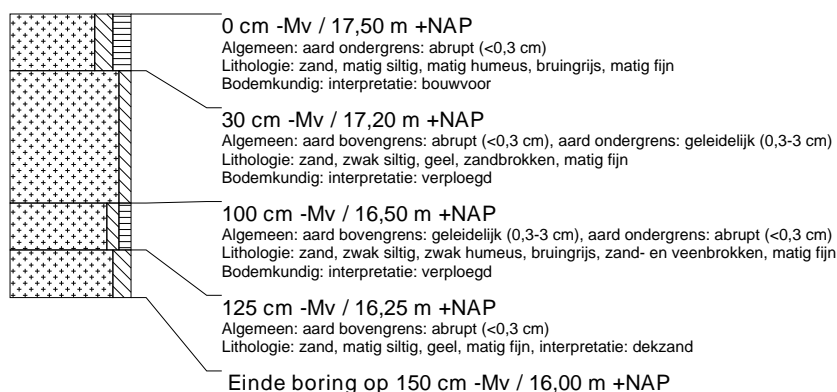 0 cm -Mv / 17,50 m +NAP
Algemeen: aard ondergrens: abrupt (<0,3 cm)
Lithologie: zand, matig siltig, matig humeus, bruingrijs, matig fijn
Bodemkundig: interpretatie: bouwvoor
30 cm -Mv / 17,20 m +NAP
Algemeen: aard bovengrens: abrupt (<0,3 cm), aard ondergrens: geleidelijk (0,3-3 cm)
Lithologie: zand, zwak siltig, geel, zandbrokken, matig fijn
Bodemkundig: interpretatie: verploegd
100 cm -Mv / 16,50 m +NAP
Algemeen: aard bovengrens: geleidelijk (0,3-3 cm), aard ondergrens: abrupt (<0,3 cm)
Lithologie: zand, zwak siltig, zwak humeus, bruingrijs, zand- en veenbrokken, matig fijn
Bodemkundig: interpretatie: verploegd
125 cm -Mv / 16,25 m +NAP
Algemeen: aard bovengrens: abrupt (<0,3 cm)
Lithologie: zand, matig siltig, geel, matig fijn, interpretatie: dekzand
Einde boring op 150 cm -Mv / 16,00 m +NAP